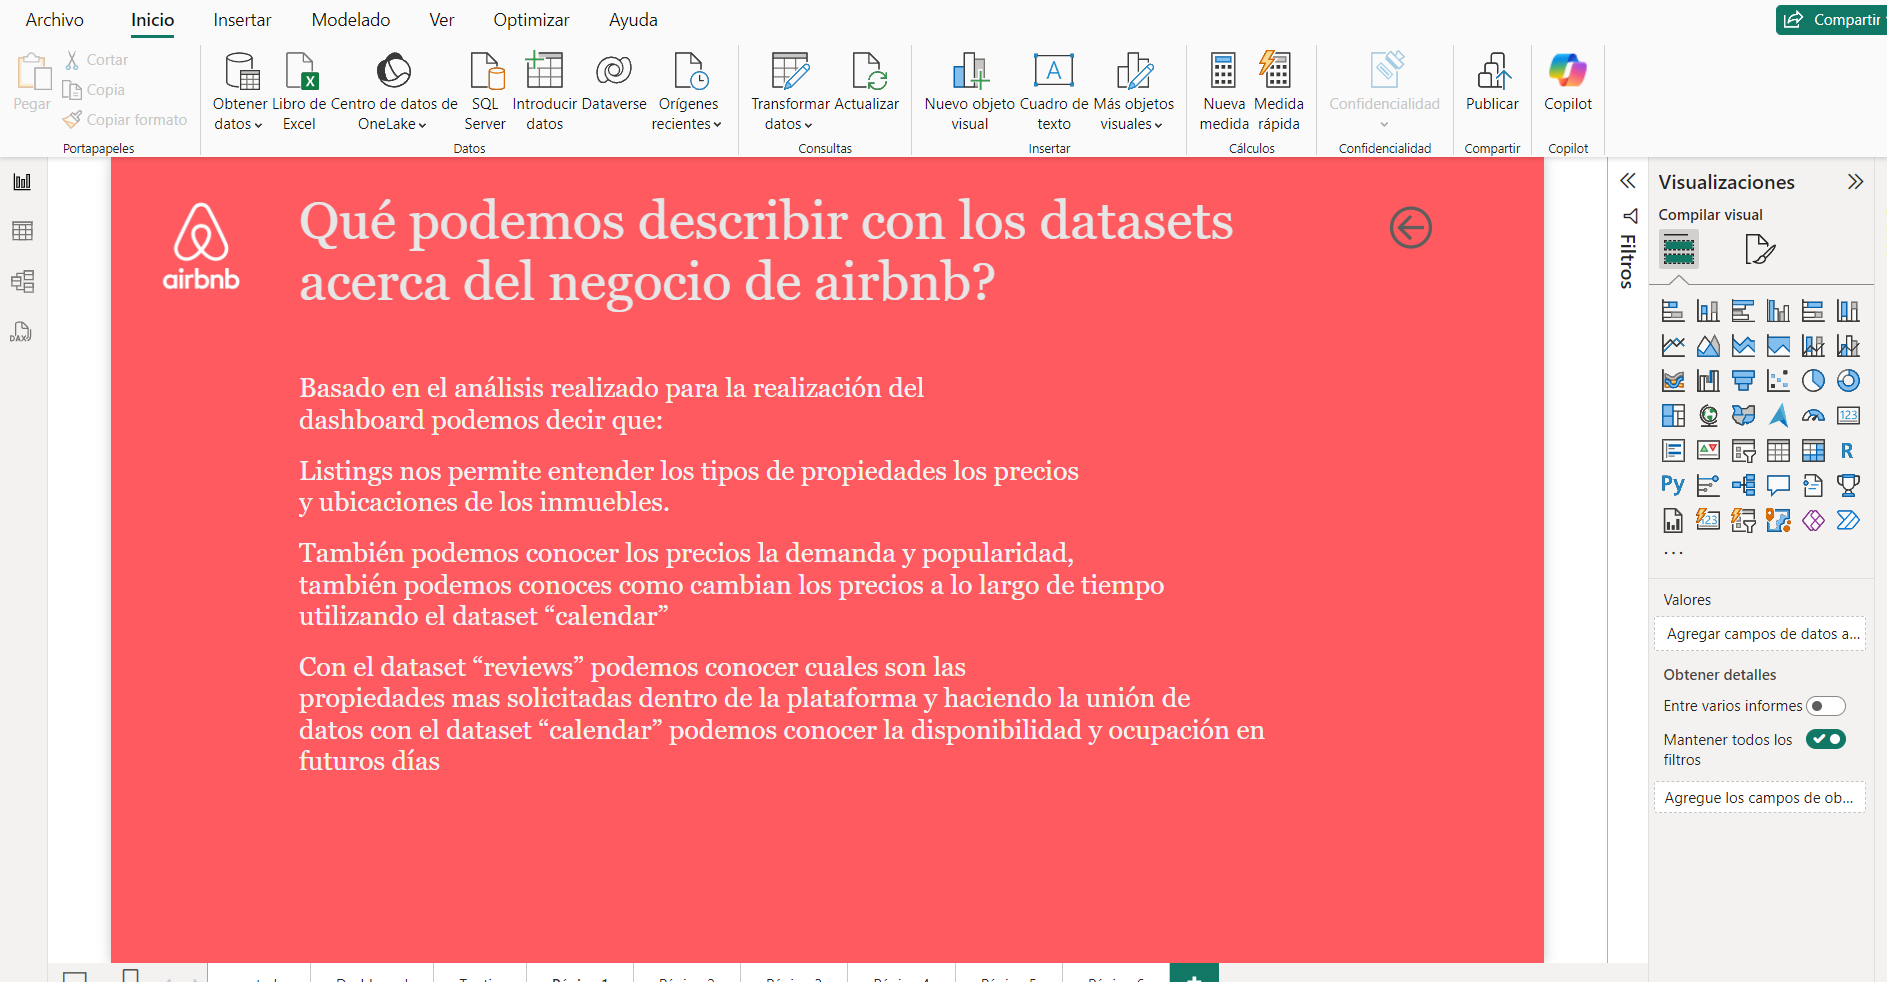 Archivo Inicio Insertar Modelado Ver Optimizar Ayuda
Compartir
Pegar
Cortar
Copia
Copiar formato
Portapapeles
Obtener datos
Libro de Excel
Centro de datos de OneLake
SQL Server
Introducir datos
Dataverse
Orígenes recientes
Datos
Transformar datos
Actualizar
Consultas
Nuevo objeto visual
Cuadro de texto
Más objetos visuales
Insertar
Nueva medida
Medida rápida
Cálculos
Confidencialidad
Confidencialidad
Publicar
Compartir
Copilot
Copilot
DAX
airbnb
Qué podemos describir con los datasets
acerca del negocio de airbnb?
Basado en el análisis realizado para la realización del
dashboard podemos decir que:
Listings nos permite entender los tipos de propiedades los precios
y ubicaciones de los inmuebles.
También podemos conocer los precios la demanda y popularidad,
también podemos conoces como cambian los precios a lo largo de tiempo
utilizando el dataset “calendar”
Con el dataset “reviews” podemos conocer cuales son las
propiedades mas solicitadas dentro de la plataforma y haciendo la unión de
datos con el dataset “calendar” podemos conocer la disponibilidad y ocupación en
futuros días
Filtros
Visualizaciones
Compilar visual
123
R
Py
123
Valores
Agregar campos de datos a...
Obtener detalles
Entre varios informes
Mantener todos los
filtros
Agregue los campos de ob...